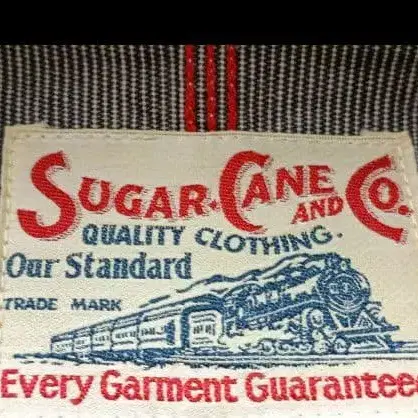 SUGAR·CANE AND CO.
QUALITY CLOTHING.
Our Standard
TRADE MARK
Every Garment Guarantee